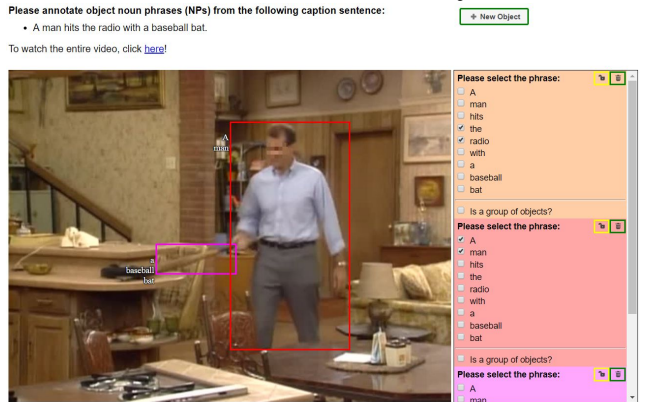 Please annotate object noun phrases (NPs) from the following caption sentence:
New Object
A man hits the radio with a baseball bat.
To watch the entire video, click here!
A
man
a
baseball
bat
Please select the phrase:
A
man
hits
the
radio
with
a
baseball
bat
Is a group of objects?
Please select the phrase:
A
man
hits
the
radio
with
a
baseball
bat
Is a group of objects?
Please select the phrase:
A
man